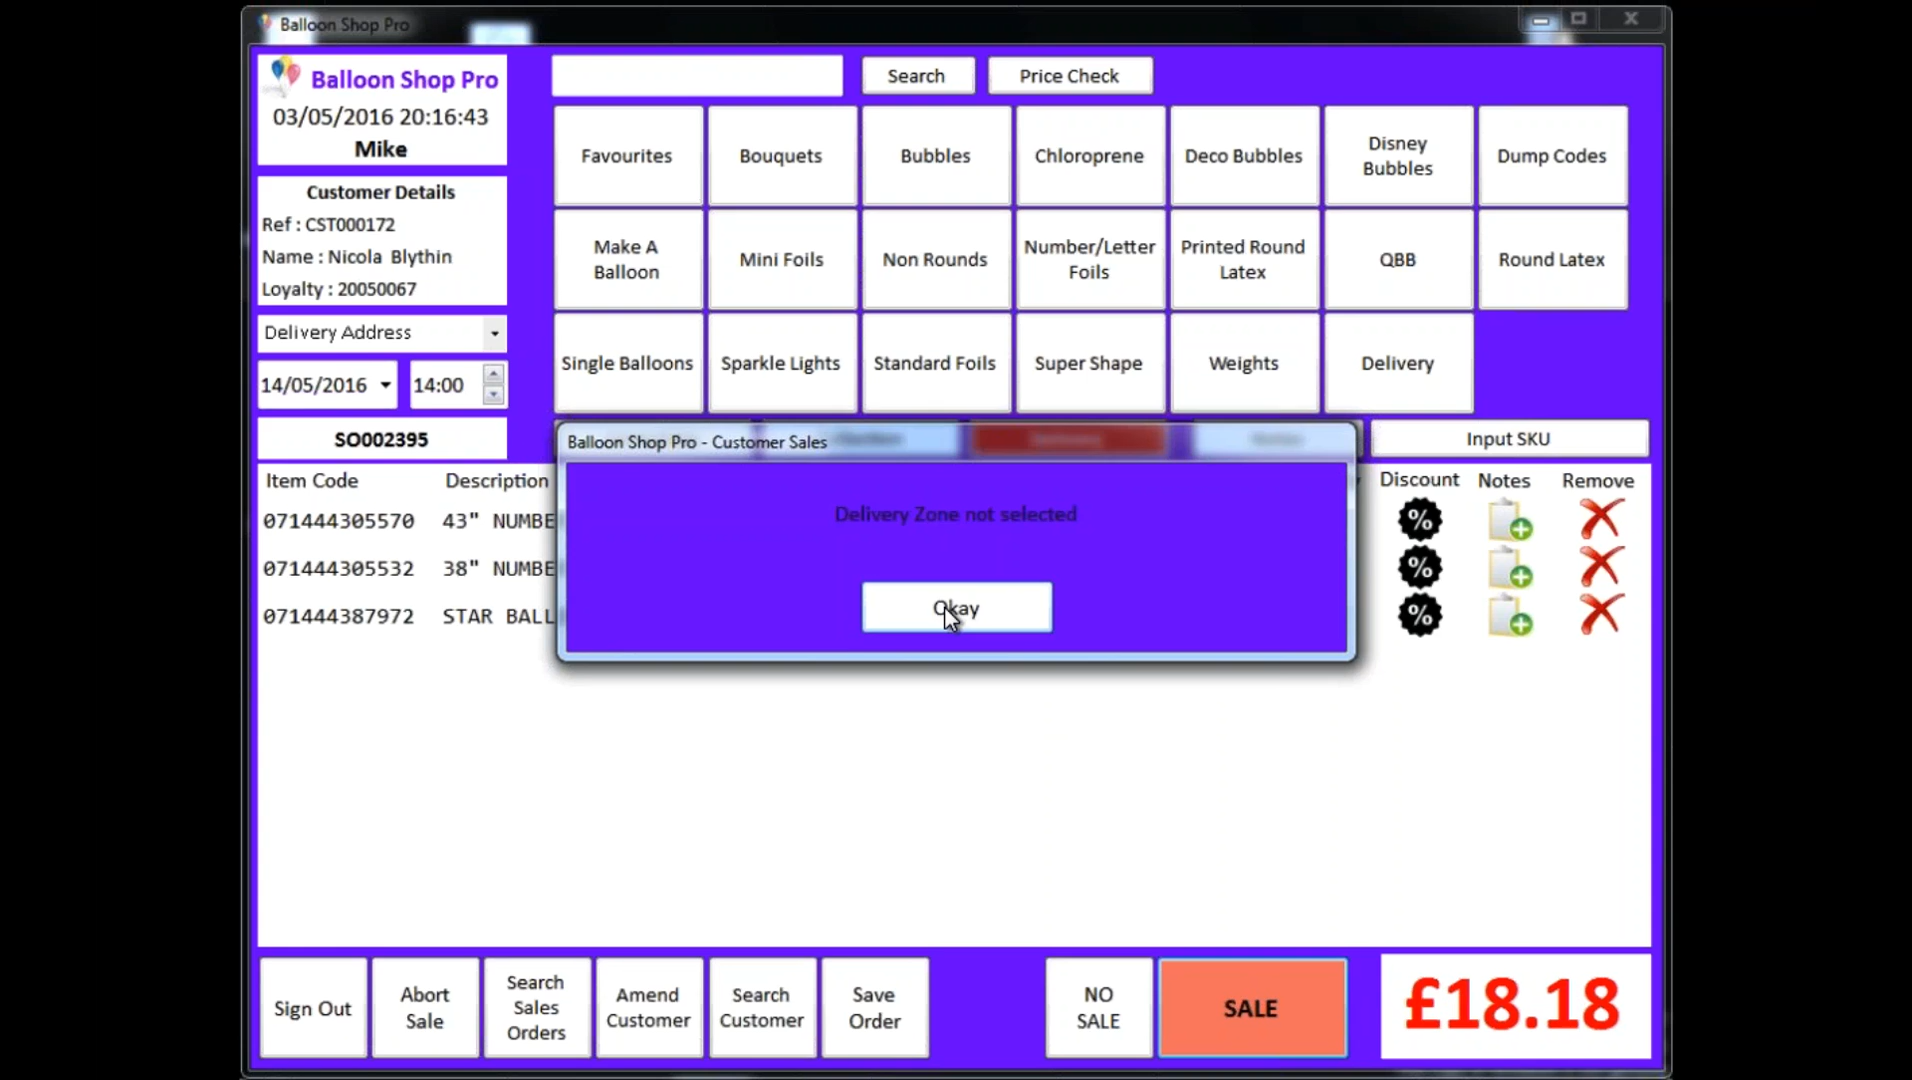 Balloon Shop Pro
Balloon Shop Pro
03/05/2016 20:16:43
Mike
Search
Price Check
Favourites
Bouquets
Bubbles
Chloroprene
Deco Bubbles
Disney
Bubbles
Dump Codes
Customer Details
Ref : CST000172
Name : Nicola Blythin
Loyalty : 20050067
Make A
Balloon
Mini Foils
Non Rounds
Number/Letter
Foils
Printed Round
Latex
QBB
Round Latex
Delivery Address
14/05/2016
14:00
Single Balloons
Sparkle Lights
Standard Foils
Super Shape
Weights
Delivery
SO002395
Input SKU
Balloon Shop Pro - Customer Sales
Delivery Zone not selected
Okay
Item Code
Description
Discount
Notes
Remove
071444305570 43" NUMBE
%
071444305532 38" NUMBE
%
071444387972 STAR BALL
%
Sign Out
Abort
Sale
Search
Sales
Orders
Amend
Customer
Search
Customer
Save
Order
NO
SALE
SALE
£18.18